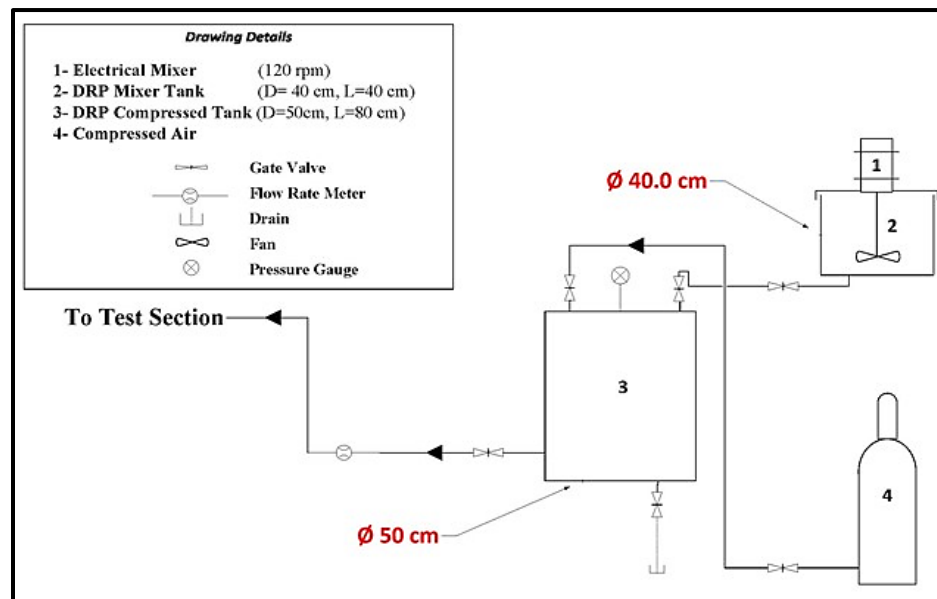 Drawing Details
1- Electrical Mixer (120 rpm)
2- DRP Mixer Tank (D= 40 cm, L=40 cm)
3- DRP Compressed Tank (D=50cm, L=80 cm)
4- Compressed Air
Gate Valve
Flow Rate Meter
Drain
Fan
Pressure Gauge
1
Ø 40.0 cm
2
To Test Section
3
4
Ø 50 cm